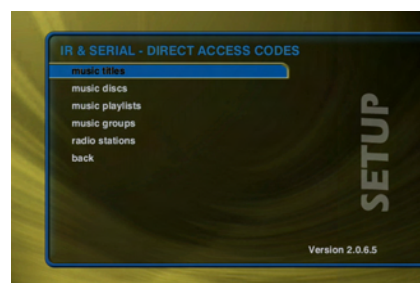 IR & SERIAL - DIRECT ACCESS CODES
music titles
music discs
music playlists
music groups
radio stations
back
SETUP
Version 2.0.6.5